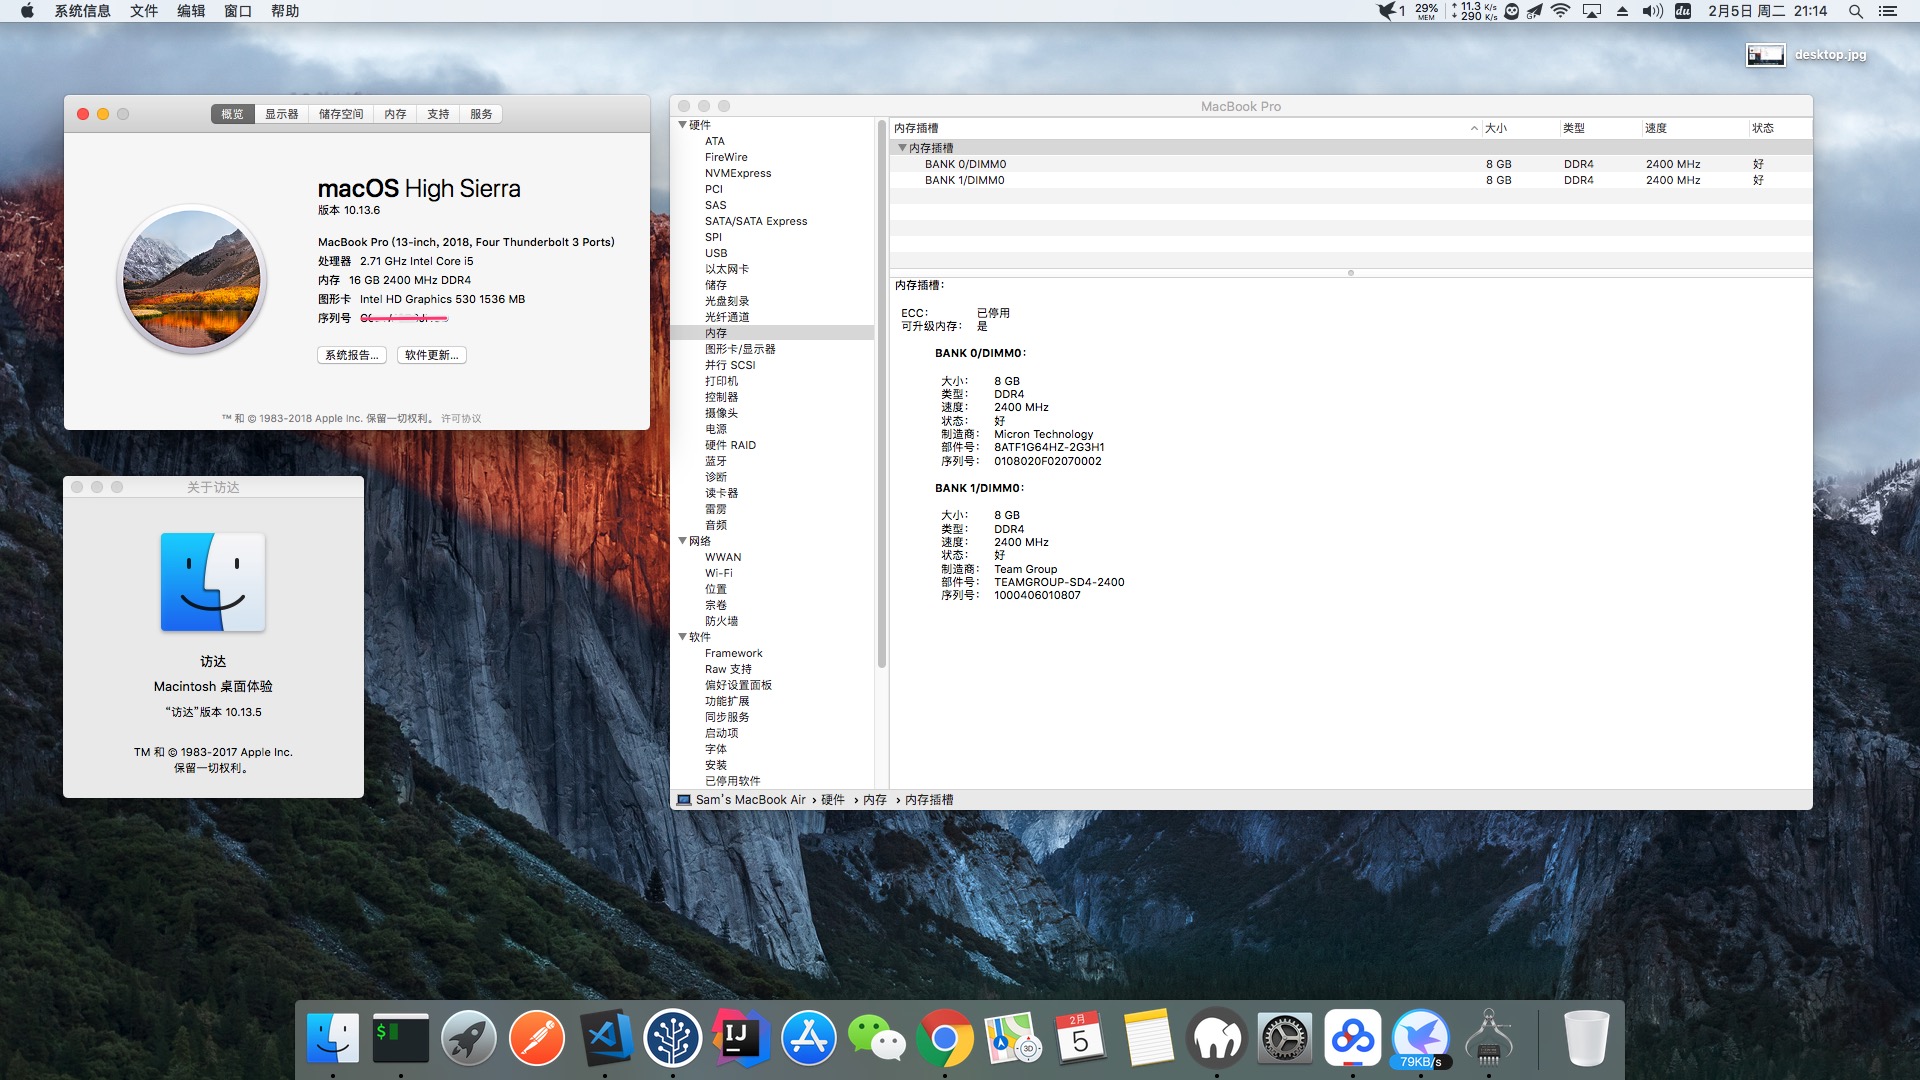 系统信息 文件 编辑 窗口 帮助
1 29% MEM 11.3 K/s 290 K/s du 2月5日 周二 21:14
desktop.jpg
概览 显示器 储存空间 内存 支持 服务
macOS High Sierra
版本 10.13.6
MacBook Pro (13-inch, 2018, Four Thunderbolt 3 Ports)
处理器 2.71 GHz Intel Core i5
内存 16 GB 2400 MHz DDR4
图形卡 Intel HD Graphics 530 1536 MB
序列号
系统报告... 软件更新...
™ 和 © 1983-2018 Apple Inc. 保留一切权利。 许可协议
关于访达
访达
Macintosh 桌面体验
“访达”版本 10.13.5
TM 和 © 1983-2017 Apple Inc.
保留一切权利。
MacBook Pro
硬件
ATA
FireWire
NVMExpress
PCI
SAS
SATA/SATA Express
SPI
USB
以太网卡
储存
光盘刻录
光纤通道
内存
图形卡/显示器
并行 SCSI
打印机
控制器
摄像头
电源
硬件 RAID
蓝牙
诊断
读卡器
雷雳
音频
网络
WWAN
Wi-Fi
位置
宗卷
防火墙
软件
Framework
Raw 支持
偏好设置面板
功能扩展
同步服务
启动项
字体
安装
已停用软件
内存插槽 大小 类型 速度 状态
内存插槽
BANK 0/DIMM0 8 GB DDR4 2400 MHz 好
BANK 1/DIMM0 8 GB DDR4 2400 MHz 好
内存插槽：
ECC： 已停用
可升级内存： 是
BANK 0/DIMM0：
大小： 8 GB
类型： DDR4
速度： 2400 MHz
状态： 好
制造商： Micron Technology
部件号： 8ATF1G64HZ-2G3H1
序列号： 0108020F02070002
BANK 1/DIMM0：
大小： 8 GB
类型： DDR4
速度： 2400 MHz
状态： 好
制造商： Team Group
部件号： TEAMGROUP-SD4-2400
序列号： 1000406010807
Sam’s MacBook Air › 硬件 › 内存 › 内存插槽
$
IJ
3D
2月
5
79KB/s